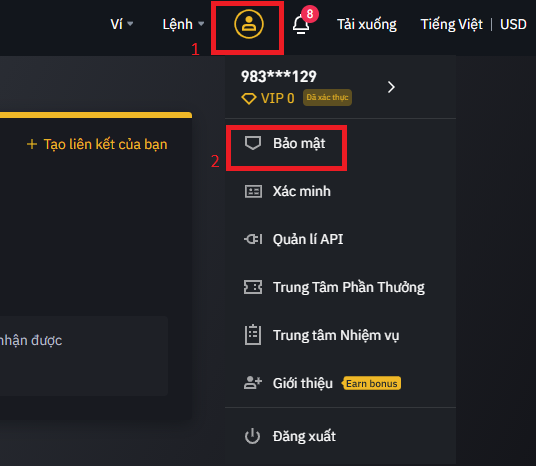 Ví
Lệnh
8
Tải xuống
Tiếng Việt
USD
1
983***129
VIP 0
Đã xác thực
+ Tạo liên kết của bạn
2
Bảo mật
Xác minh
Quản lí API
Trung Tâm Phần Thưởng
nhận được
Trung tâm Nhiệm vụ
Giới thiệu
Earn bonus
Đăng xuất